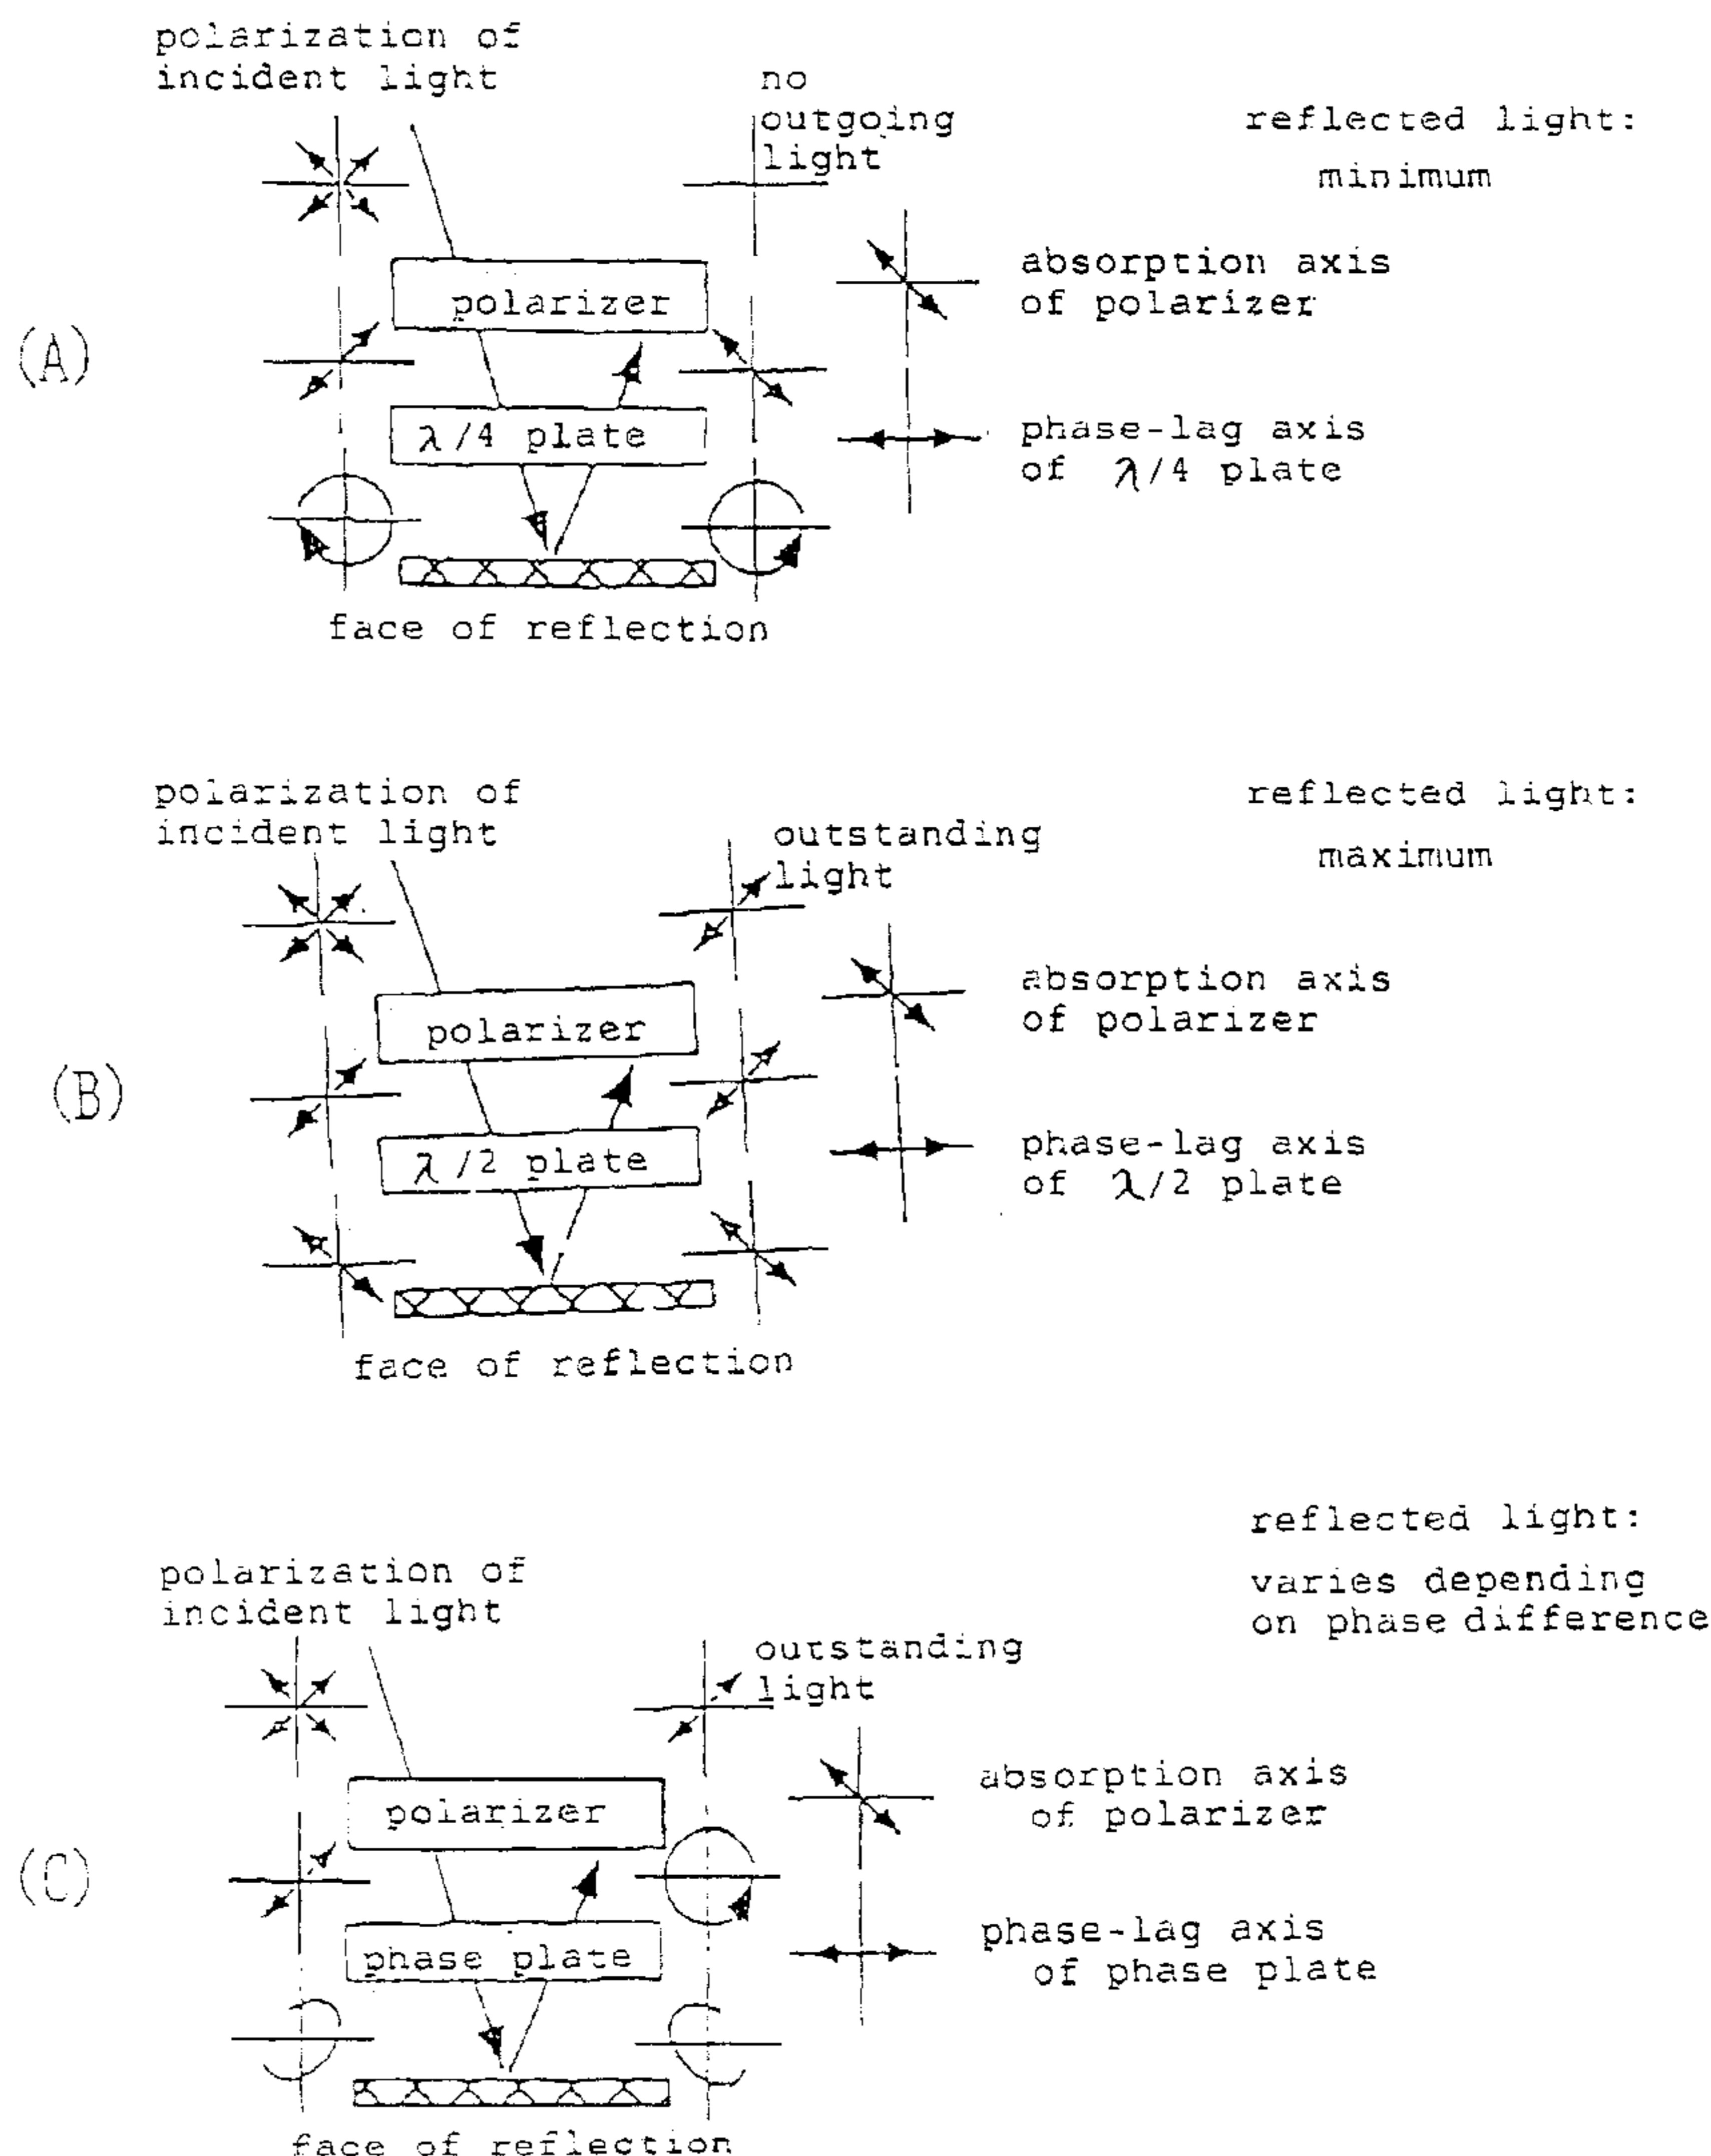 polarization of
incident light
no
outgoing
light
reflected light:
minimum
(A)
polarizer
absorption axis
of polarizer
λ/4 plate
phase-lag axis
of λ/4 plate
face of reflection
polarization of
incident light
outstanding
light
reflected light:
maximum
(B)
polarizer
absorption axis
of polarizer
λ/2 plate
phase-lag axis
of λ/2 plate
face of reflection
polarization of
incident light
outstanding
light
reflected light:
varies depending
on phase difference
(C)
polarizer
absorption axis
of polarizer
phase plate
phase-lag axis
of phase plate
face of reflection